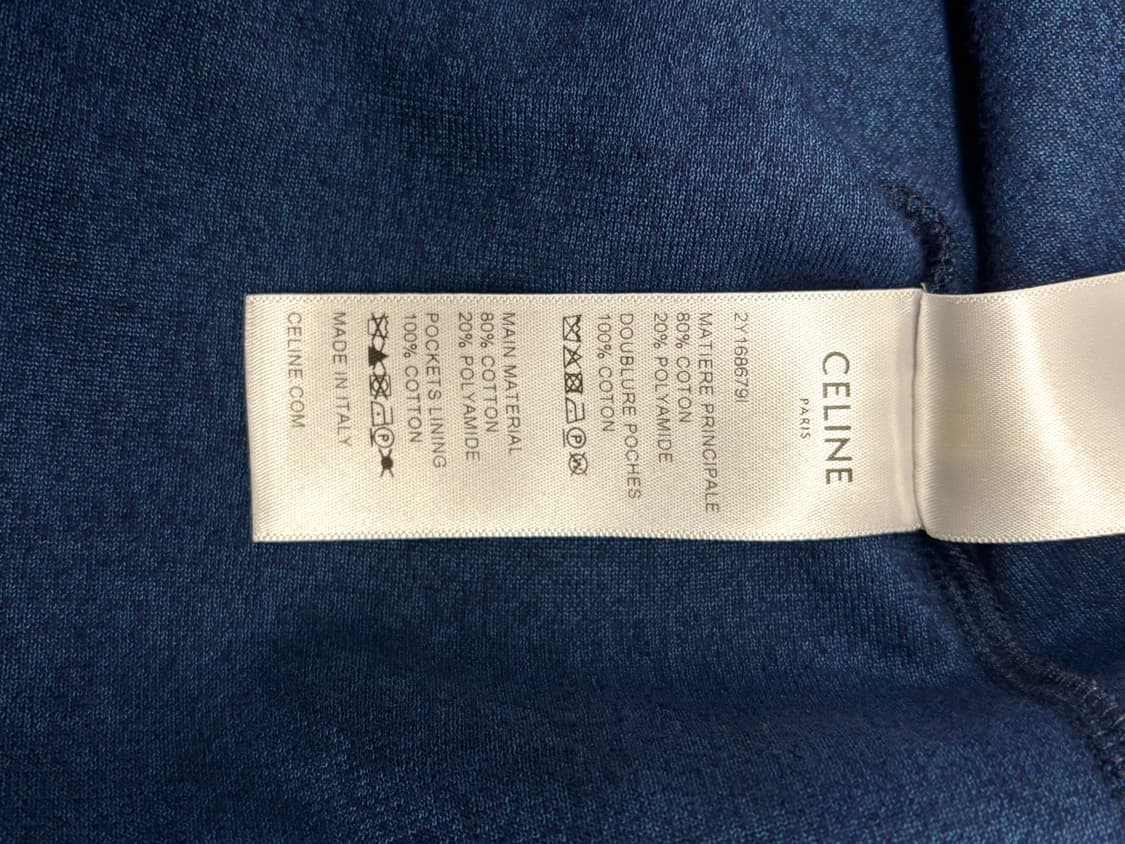 CELINE
PARIS
2Y168679I
MATIERE PRINCIPALE
80% COTON
20% POLYAMIDE
DOUBLURE POCHES
100% COTON
MAIN MATERIAL
80% COTTON
20% POLYAMIDE
POCKETS LINING
100% COTTON
MADE IN ITALY
CELINE.COM